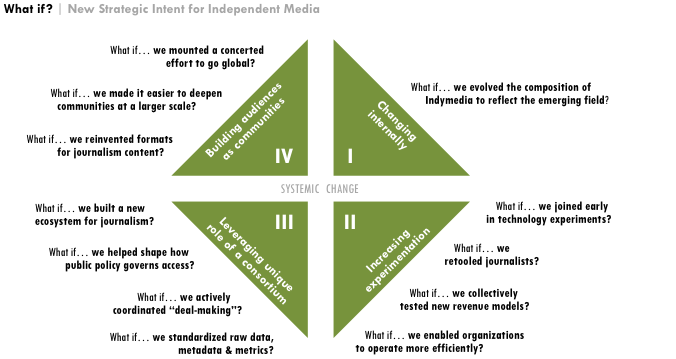 What if? | New Strategic Intent for Independent Media
What if… we mounted a concerted
effort to go global?
What if… we made it easier to deepen
communities at a larger scale?
What if… we reinvented formats
for journalism content?
Building audiences
as communities
IV
What if… we evolved the composition of
Indymedia to reflect the emerging field?
Changing
internally
I
SYSTEMIC CHANGE
What if… we built a new
ecosystem for journalism?
What if… we helped shape how
public policy governs access?
What if… we actively
coordinated “deal-making”?
What if… we standardized raw data,
metadata & metrics?
Leveraging unique
role of a consortium
III
II
Increasing
experimentation
What if… we joined early
in technology experiments?
What if… we
retooled journalists?
What if… we collectively
tested new revenue models?
What if… we enabled organizations
to operate more efficiently?